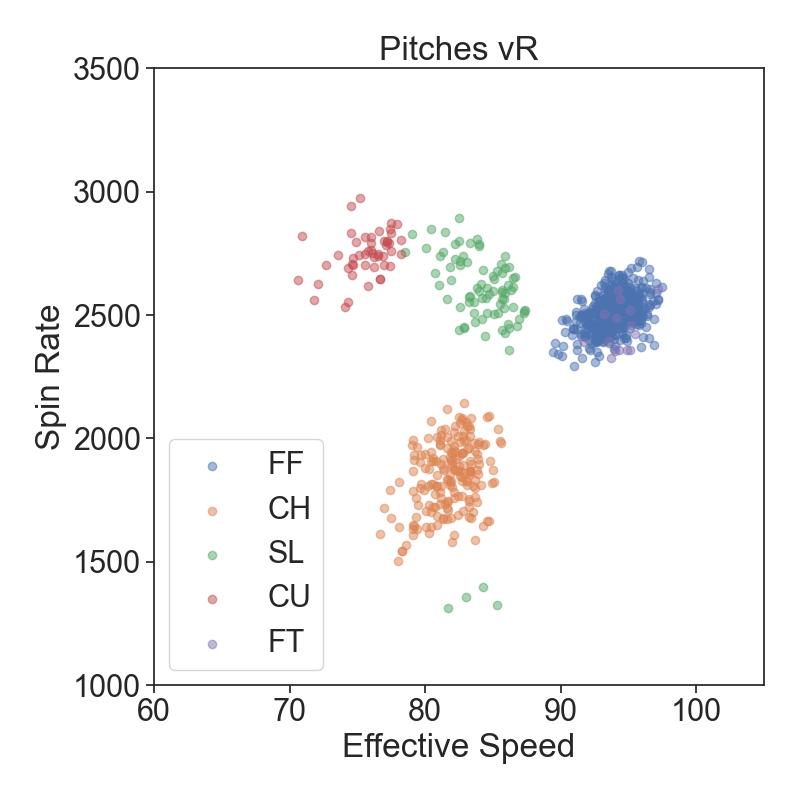 Pitches vR
3500
3000
2500
2000
1500
1000
Spin Rate
FF
CH
SL
CU
FT
60 70 80 90 100
Effective Speed